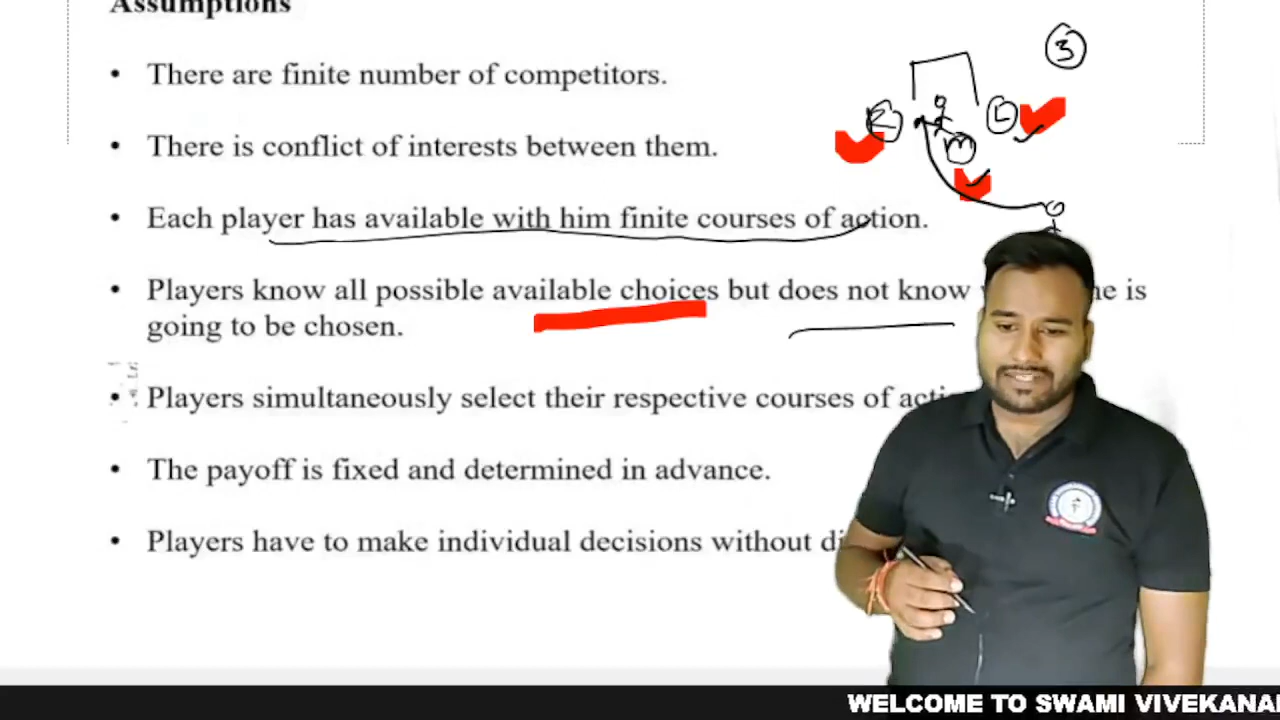 Assumptions
• There are finite number of competitors.
3
L
m
• There is conflict of interests between them.
• Each player has available with him finite courses of action.
• Players know all possible available choices but does not know is
going to be chosen.
• Players simultaneously select their respective courses of
• The payoff is fixed and determined in advance.
• Players have to make individual decisions without
WELCOME TO SWAMI